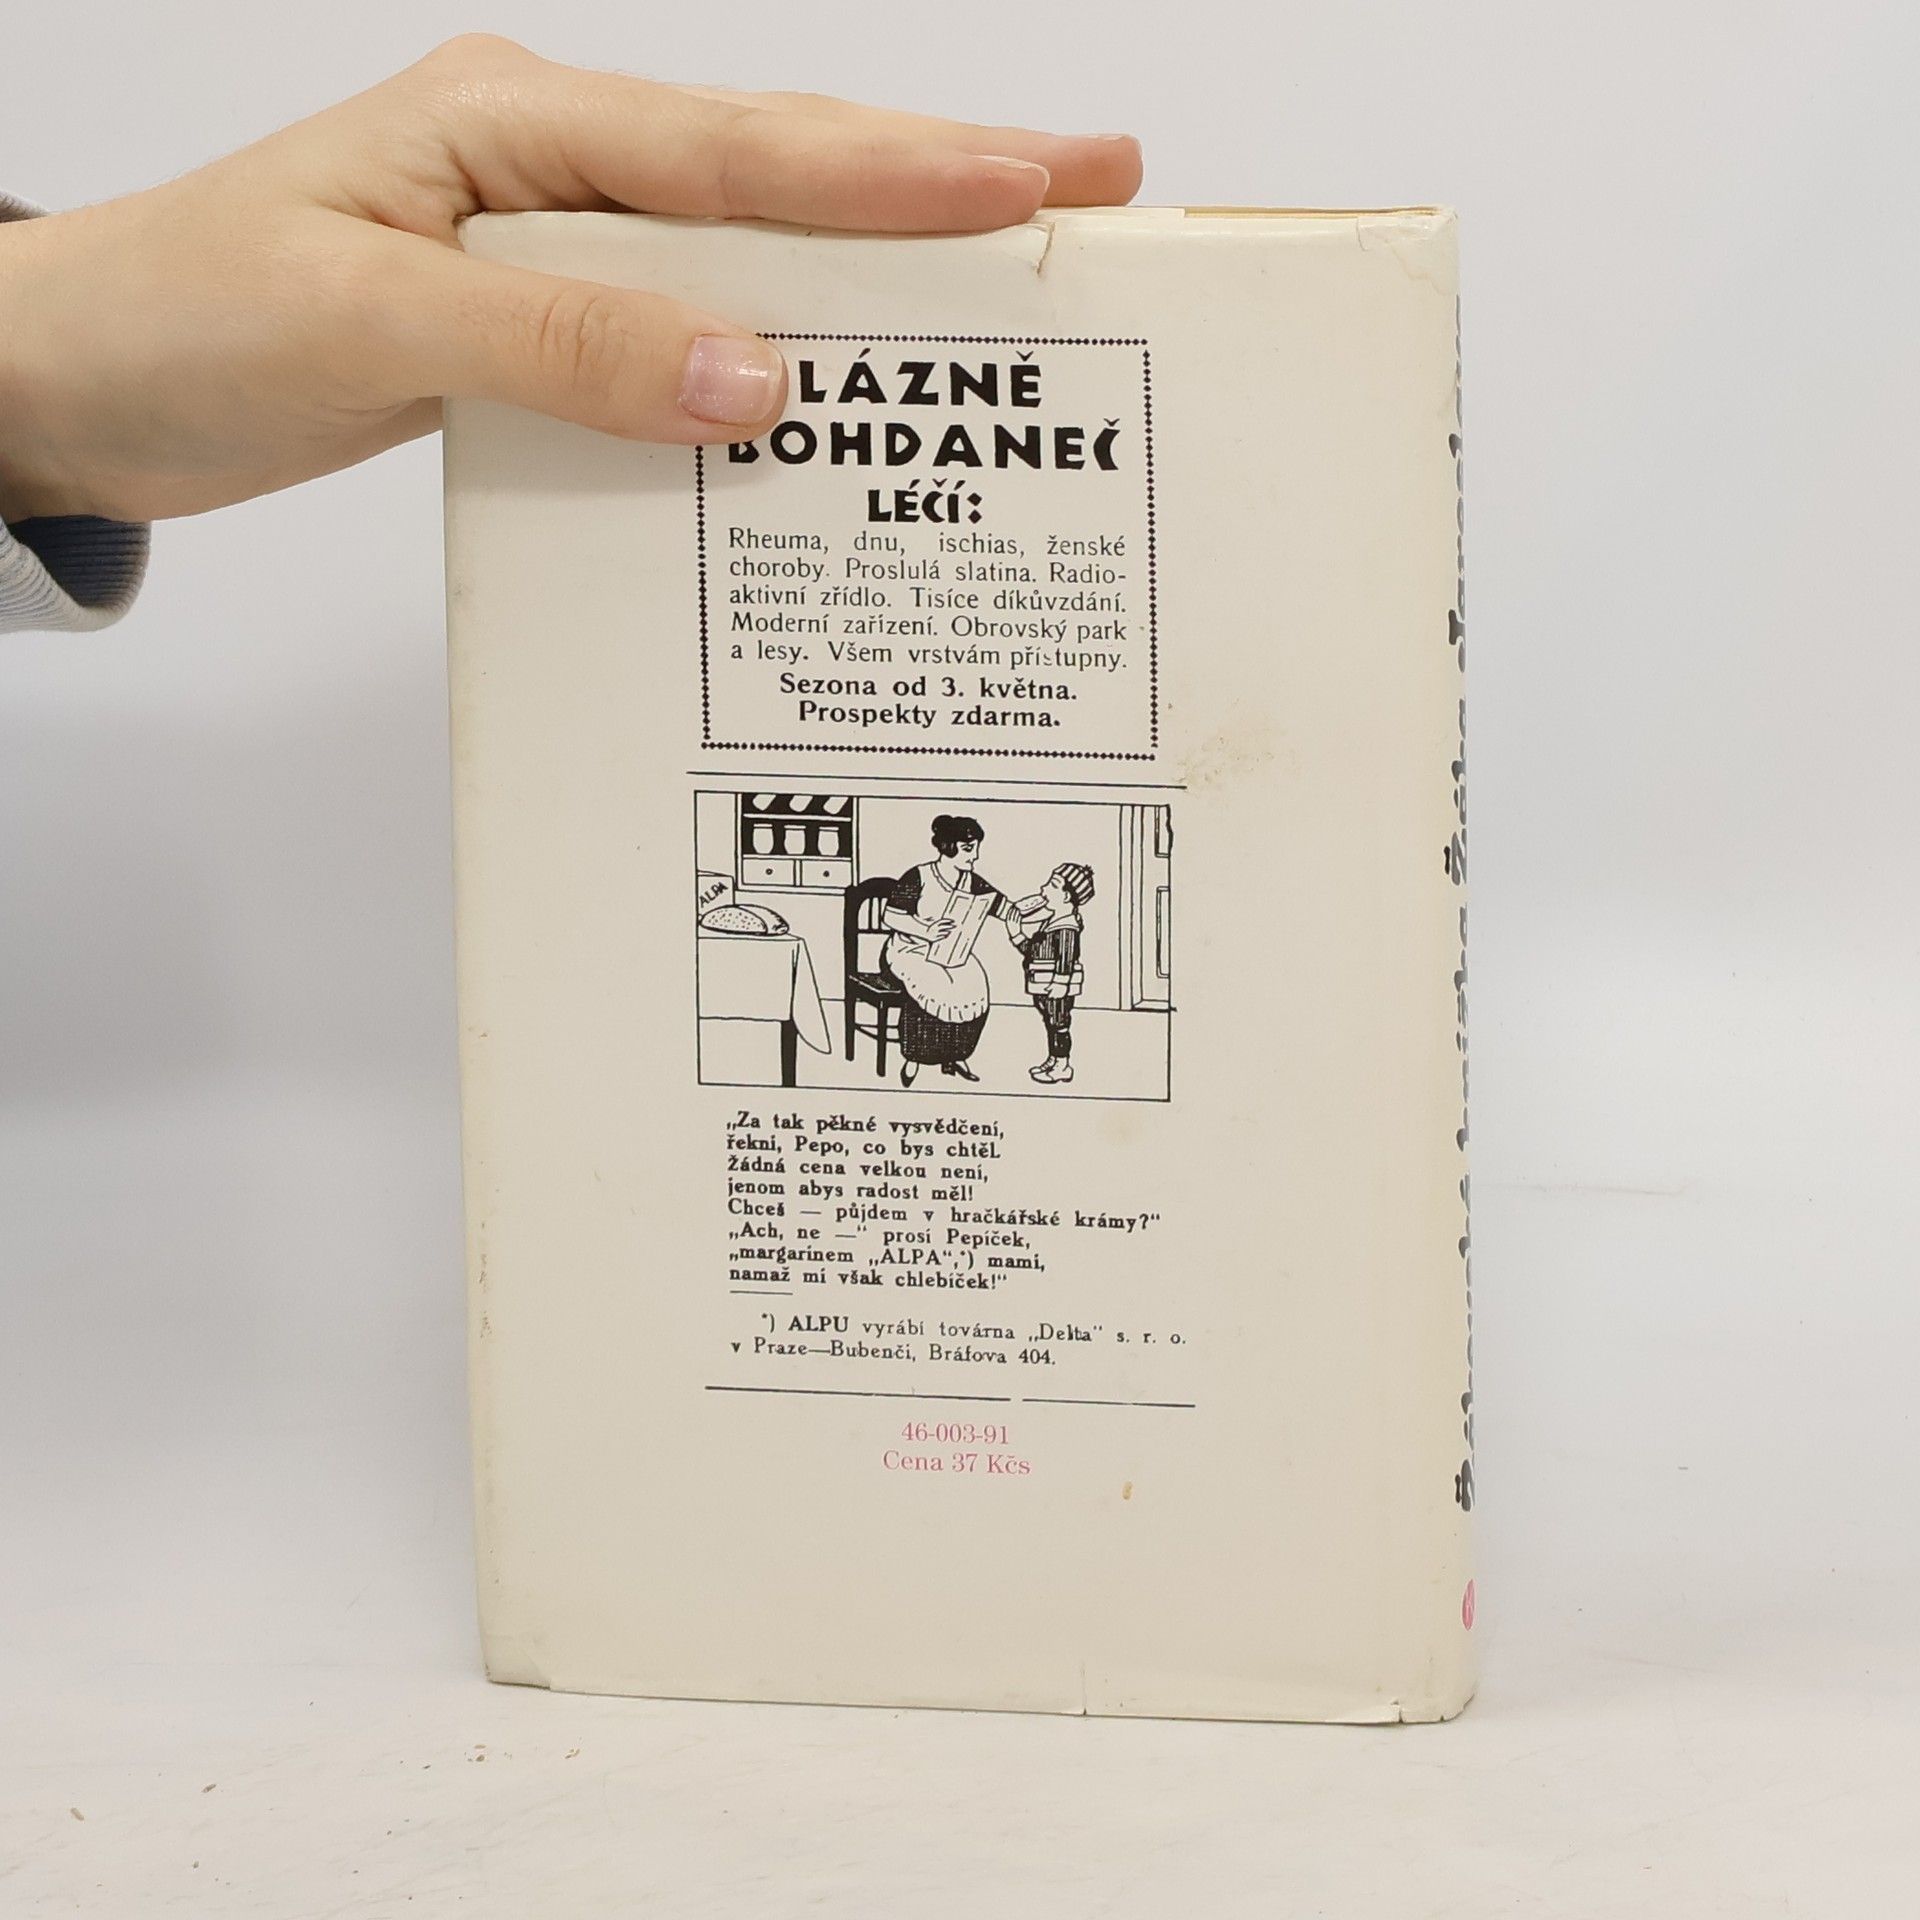 LÁZNĚ
BOHDANEČ
LÉČÍ:
Rheuma, dnu, ischias, ženské
choroby. Proslulá slatina. Radio-
aktivní zřídlo. Tisíce díkůvzdání.
Moderní zařízení. Obrovský park
a lesy. Všem vrstvám přístupny.
Sezona od 3. května.
Prospekty zdarma.
ALPA
„Za tak pěkné vysvědčení,
řekni, Pepo, co bys chtěl.
Žádná cena velkou není,
jenom abys radost měl!
Chceš — půjdem v hračkářské krámy?“
„Ach, ne —“ prosí Pepíček,
„margarinem „ALPA“,*) mami,
namaž mi však chlebíček!“
*) ALPU vyrábí továrna „Delta“ s. r. o.
v Praze—Bubenči, Bráfova 404.
46-003-91
Cena 37 Kčs